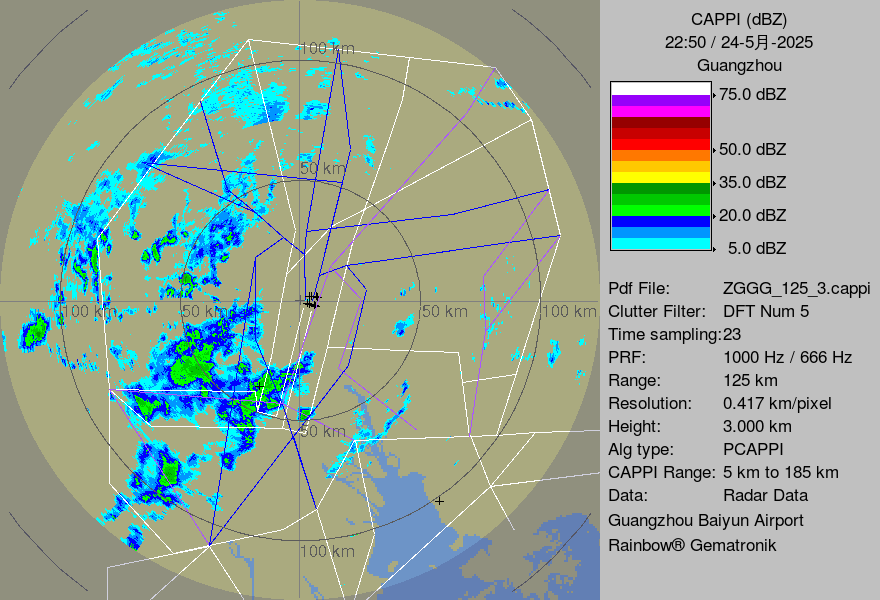 CAPPI (dBZ)
22:50 / 24-5月-2025
Guangzhou
75.0 dBZ
50.0 dBZ
35.0 dBZ
20.0 dBZ
5.0 dBZ
Pdf File: ZGGG_125_3.cappi
Clutter Filter: DFT Num 5
Time sampling:23
PRF: 1000 Hz / 666 Hz
Range: 125 km
Resolution: 0.417 km/pixel
Height: 3.000 km
Alg type: PCAPPI
CAPPI Range: 5 km to 185 km
Data: Radar Data
Guangzhou Baiyun Airport
Rainbow® Gematronik
100 km
50 km
100 km
50 km
50 km
100 km
50 km
100 km